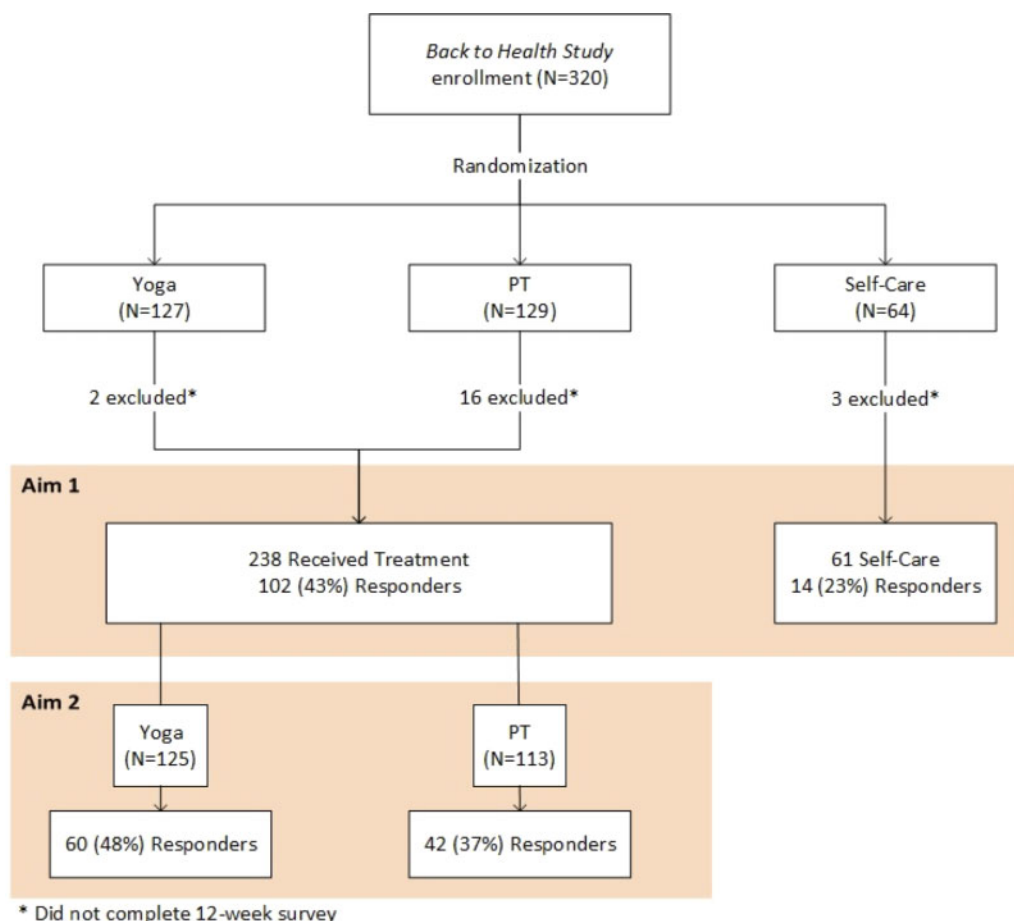 Back to Health Study
enrollment (N=320)
Randomization
Yoga
(N=127)
PT
(N=129)
Self-Care
(N=64)
2 excluded*
16 excluded*
3 excluded*
Aim 1
238 Received Treatment
102 (43%) Responders
61 Self-Care
14 (23%) Responders
Aim 2
Yoga
(N=125)
PT
(N=113)
60 (48%) Responders
42 (37%) Responders
* Did not complete 12-week survey